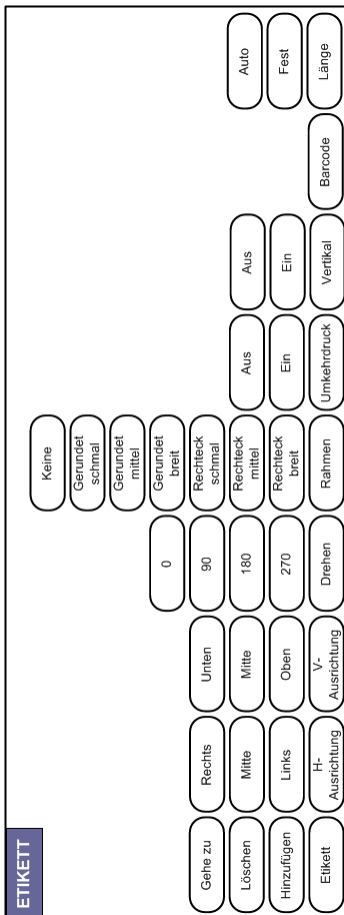 ETIKETT
Gehe zu
Löschen
Hinzufügen
Etikett
Rechts
Mitte
Links
H-
Ausrichtung
Unten
Mitte
Oben
V-
Ausrichtung
0
90
180
270
Drehen
Keine
Gerundet
schmal
Gerundet
mittel
Gerundet
breit
Rechteck
schmal
Rechteck
mittel
Rechteck
breit
Rahmen
Aus
Ein
Umkehrdruck
Aus
Ein
Vertikal
Barcode
Auto
Fest
Länge